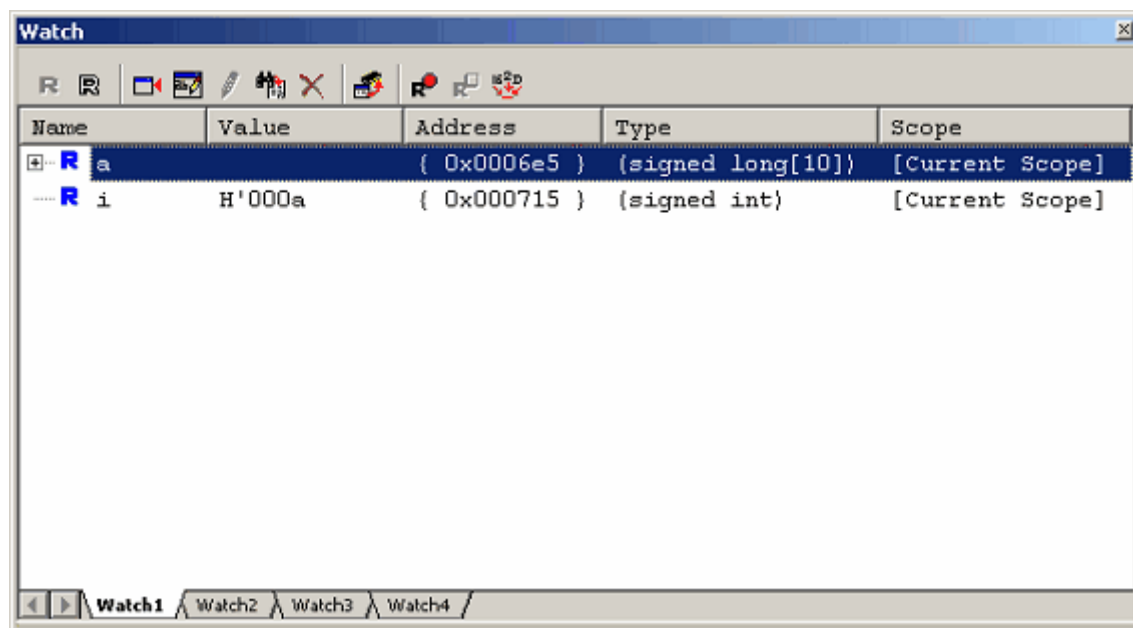 Watch
Name Value Address Type Scope
R a { 0x0006e5 } (signed long[10]) [Current Scope]
R i H'000a { 0x000715 } (signed int) [Current Scope]
Watch1 Watch2 Watch3 Watch4